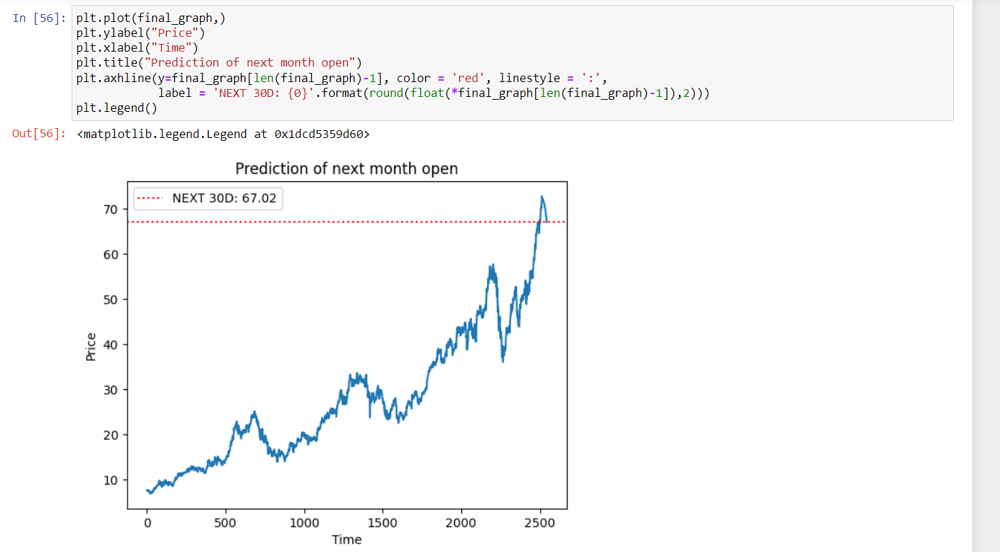 In [56]: plt.plot(final_graph,)
plt.ylabel("Price")
plt.xlabel("Time")
plt.title("Prediction of next month open")
plt.axhline(y=final_graph[len(final_graph)-1], color = 'red', linestyle = ':',
label = 'NEXT 30D: {0}'.format(round(float(*final_graph[len(final_graph)-1]),2)))
plt.legend()
Out[56]: <matplotlib.legend.Legend at 0x1dcd5359d60>
Prediction of next month open
NEXT 30D: 67.02
70
60
50
40
30
20
10
Price
0 500 1000 1500 2000 2500
Time